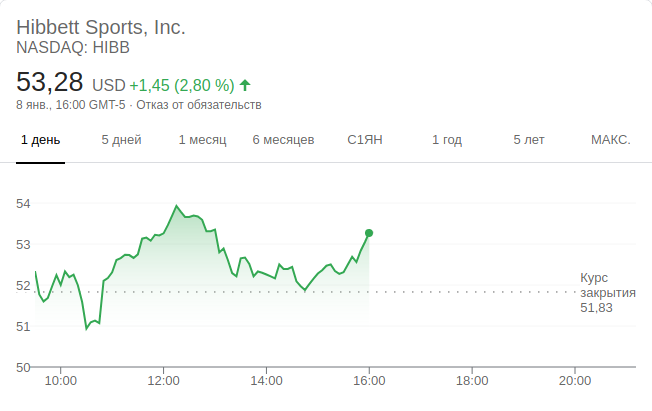 Hibbett Sports, Inc.
NASDAQ: HIBB
53,28 USD +1,45 (2,80 %)
8 янв., 16:00 GMT-5 · Отказ от обязательств
1 день 5 дней 1 месяц 6 месяцев С1ЯН 1 год 5 лет МАКС.
54
53
52
51
50
Курс
закрытия
51,83
10:00 12:00 14:00 16:00 18:00 20:00